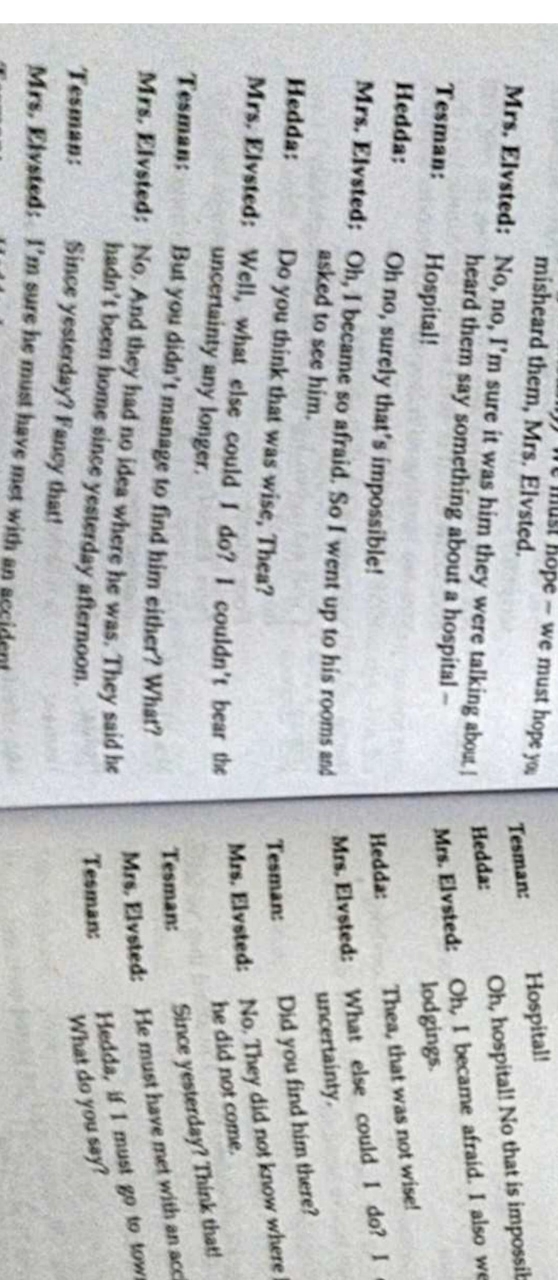 hope – we must hope you
misheard them, Mrs. Elvsted.
Mrs. Elvsted: No, no, I'm sure it was him they were talking about. I
heard them say something about a hospital –
Tesman: Hospital!
Hedda: Oh no, surely that's impossible!
Mrs. Elvsted: Oh, I became so afraid. So I went up to his rooms and
asked to see him.
Hedda: Do you think that was wise, Thea?
Mrs. Elvsted: Well, what else could I do? I couldn't bear the
uncertainty any longer.
Tesman: But you didn't manage to find him either? What?
Mrs. Elvsted: No. And they had no idea where he was. They said he
hadn't been home since yesterday afternoon.
Tesman: Since yesterday? Fancy that!
Mrs. Elvsted: I'm sure he must have met with an accident
Tesman: Hospital!
Hedda: Oh, hospital! No that is
Mrs. Elvsted: Oh, I became afraid. I also
lodgings.
Hedda: Thea, that was not wise!
Mrs. Elvsted: What else could I do? I
uncertainty.
Tesman: Did you find him there?
Mrs. Elvsted: No. They did not know where
he did not come.
Tesman: Since yesterday? Think that!
Mrs. Elvsted: He must have met with an
Tesman: Hedda, if I must go to
What do you say?